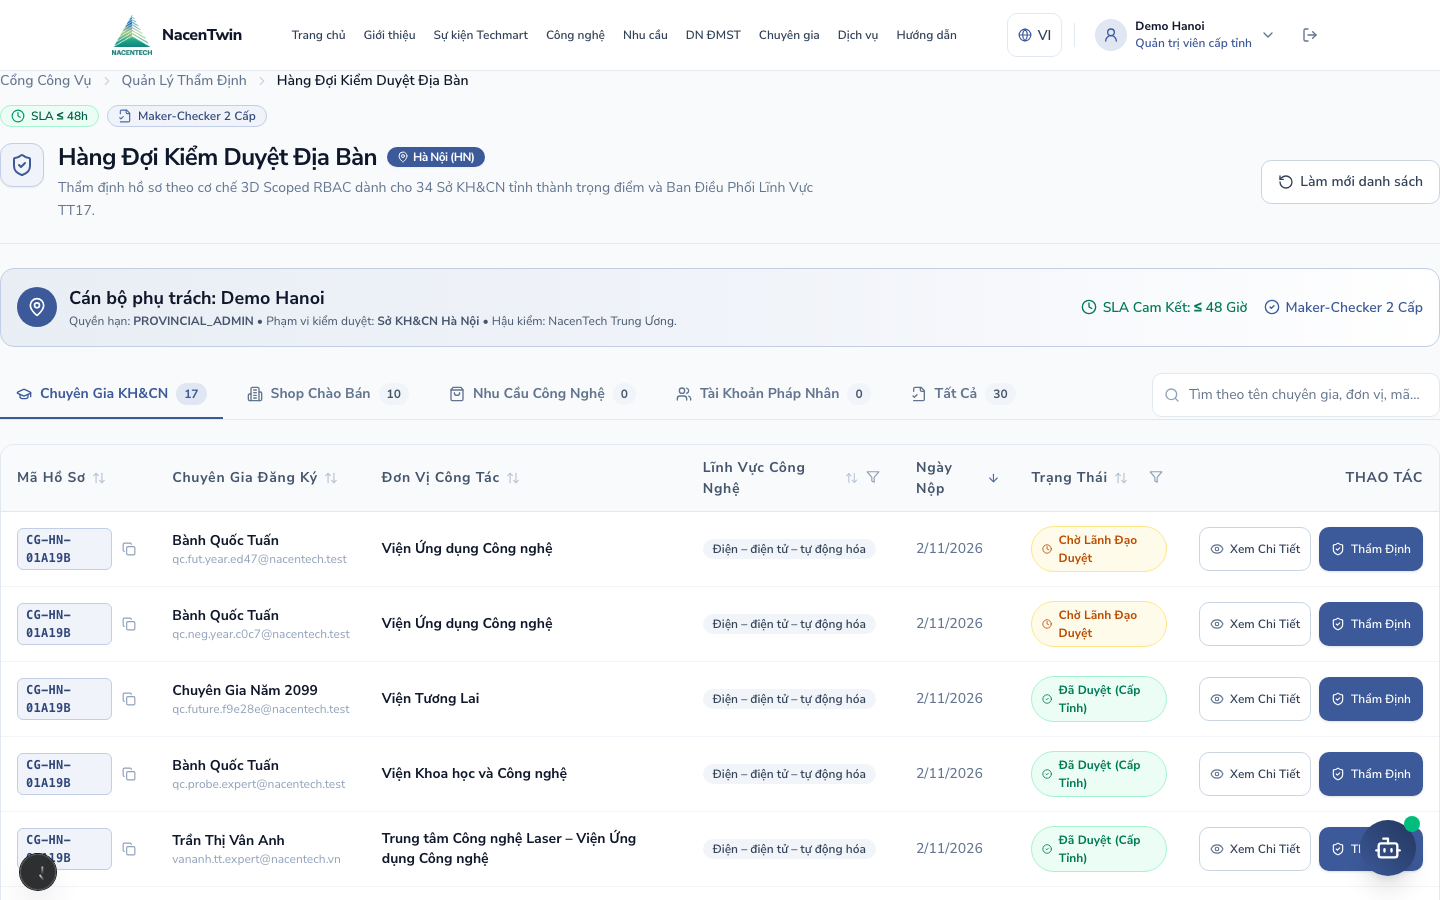 NACENTECH
NacenTwin
Trang chủ
Giới thiệu
Sự kiện Techmart
Công nghệ
Nhu cầu
DN ĐMST
Chuyên gia
Dịch vụ
Hướng dẫn
VI
Demo Hanoi
Quản trị viên cấp tỉnh
Cổng Công Vụ
Quản Lý Thẩm Định
Hàng Đợi Kiểm Duyệt Địa Bàn
SLA ≤ 48h
Maker-Checker 2 Cấp
Hàng Đợi Kiểm Duyệt Địa Bàn
Hà Nội (HN)
Thẩm định hồ sơ theo cơ chế 3D Scoped RBAC dành cho 34 Sở KH&CN tỉnh thành trọng điểm và Ban Điều Phối Lĩnh Vực
TT17.
Làm mới danh sách
Cán bộ phụ trách: Demo Hanoi
Quyền hạn: PROVINCIAL_ADMIN • Phạm vi kiểm duyệt: Sở KH&CN Hà Nội • Hậu kiểm: NacenTech Trung Ương.
SLA Cam Kết: ≤ 48 Giờ
Maker-Checker 2 Cấp
Chuyên Gia KH&CN 17
Shop Chào Bán 10
Nhu Cầu Công Nghệ 0
Tài Khoản Pháp Nhân 0
Tất Cả 30
Tìm theo tên chuyên gia, đơn vị, mã...
Mã Hồ Sơ
Chuyên Gia Đăng Ký
Đơn Vị Công Tác
Lĩnh Vực Công
Nghệ
Ngày
Nộp
Trạng Thái
THAO TÁC
CG-HN-
01A19B
Bành Quốc Tuấn
qc.fut.year.ed47@nacentech.test
Viện Ứng dụng Công nghệ
Điện – điện tử – tự động hóa
2/11/2026
Chờ Lãnh Đạo
Duyệt
Xem Chi Tiết
Thẩm Định
CG-HN-
01A19B
Bành Quốc Tuấn
qc.neg.year.c0c7@nacentech.test
Viện Ứng dụng Công nghệ
Điện – điện tử – tự động hóa
2/11/2026
Chờ Lãnh Đạo
Duyệt
Xem Chi Tiết
Thẩm Định
CG-HN-
01A19B
Chuyên Gia Năm 2099
qc.future.f9e28e@nacentech.test
Viện Tương Lai
Điện – điện tử – tự động hóa
2/11/2026
Đã Duyệt (Cấp
Tỉnh)
Xem Chi Tiết
Thẩm Định
CG-HN-
01A19B
Bành Quốc Tuấn
qc.probe.expert@nacentech.test
Viện Khoa học và Công nghệ
Điện – điện tử – tự động hóa
2/11/2026
Đã Duyệt (Cấp
Tỉnh)
Xem Chi Tiết
Thẩm Định
CG-HN-
Trần Thị Vân Anh
vananh.tt.expert@nacentech.vn
Trung tâm Công nghệ Laser – Viện Ứng
dụng Công nghệ
Điện – điện tử – tự động hóa
2/11/2026
Đã Duyệt (Cấp
Tỉnh)
Xem Chi Tiết